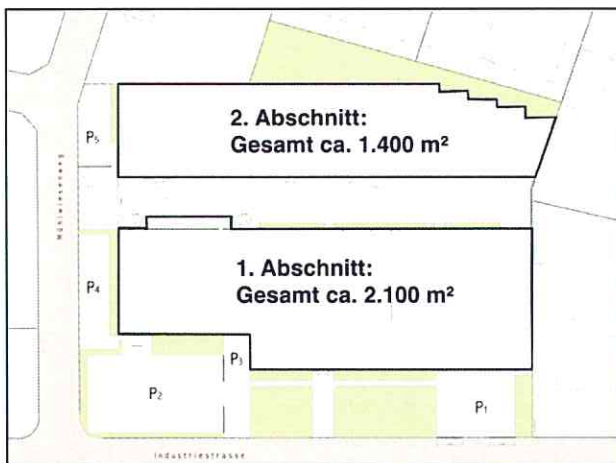 2. Abschnitt:
Gesamt ca. 1.400 m²
P5
Mühlwiesenweg
1. Abschnitt:
Gesamt ca. 2.100 m²
P4
P3
P2
P1
Industriestrasse